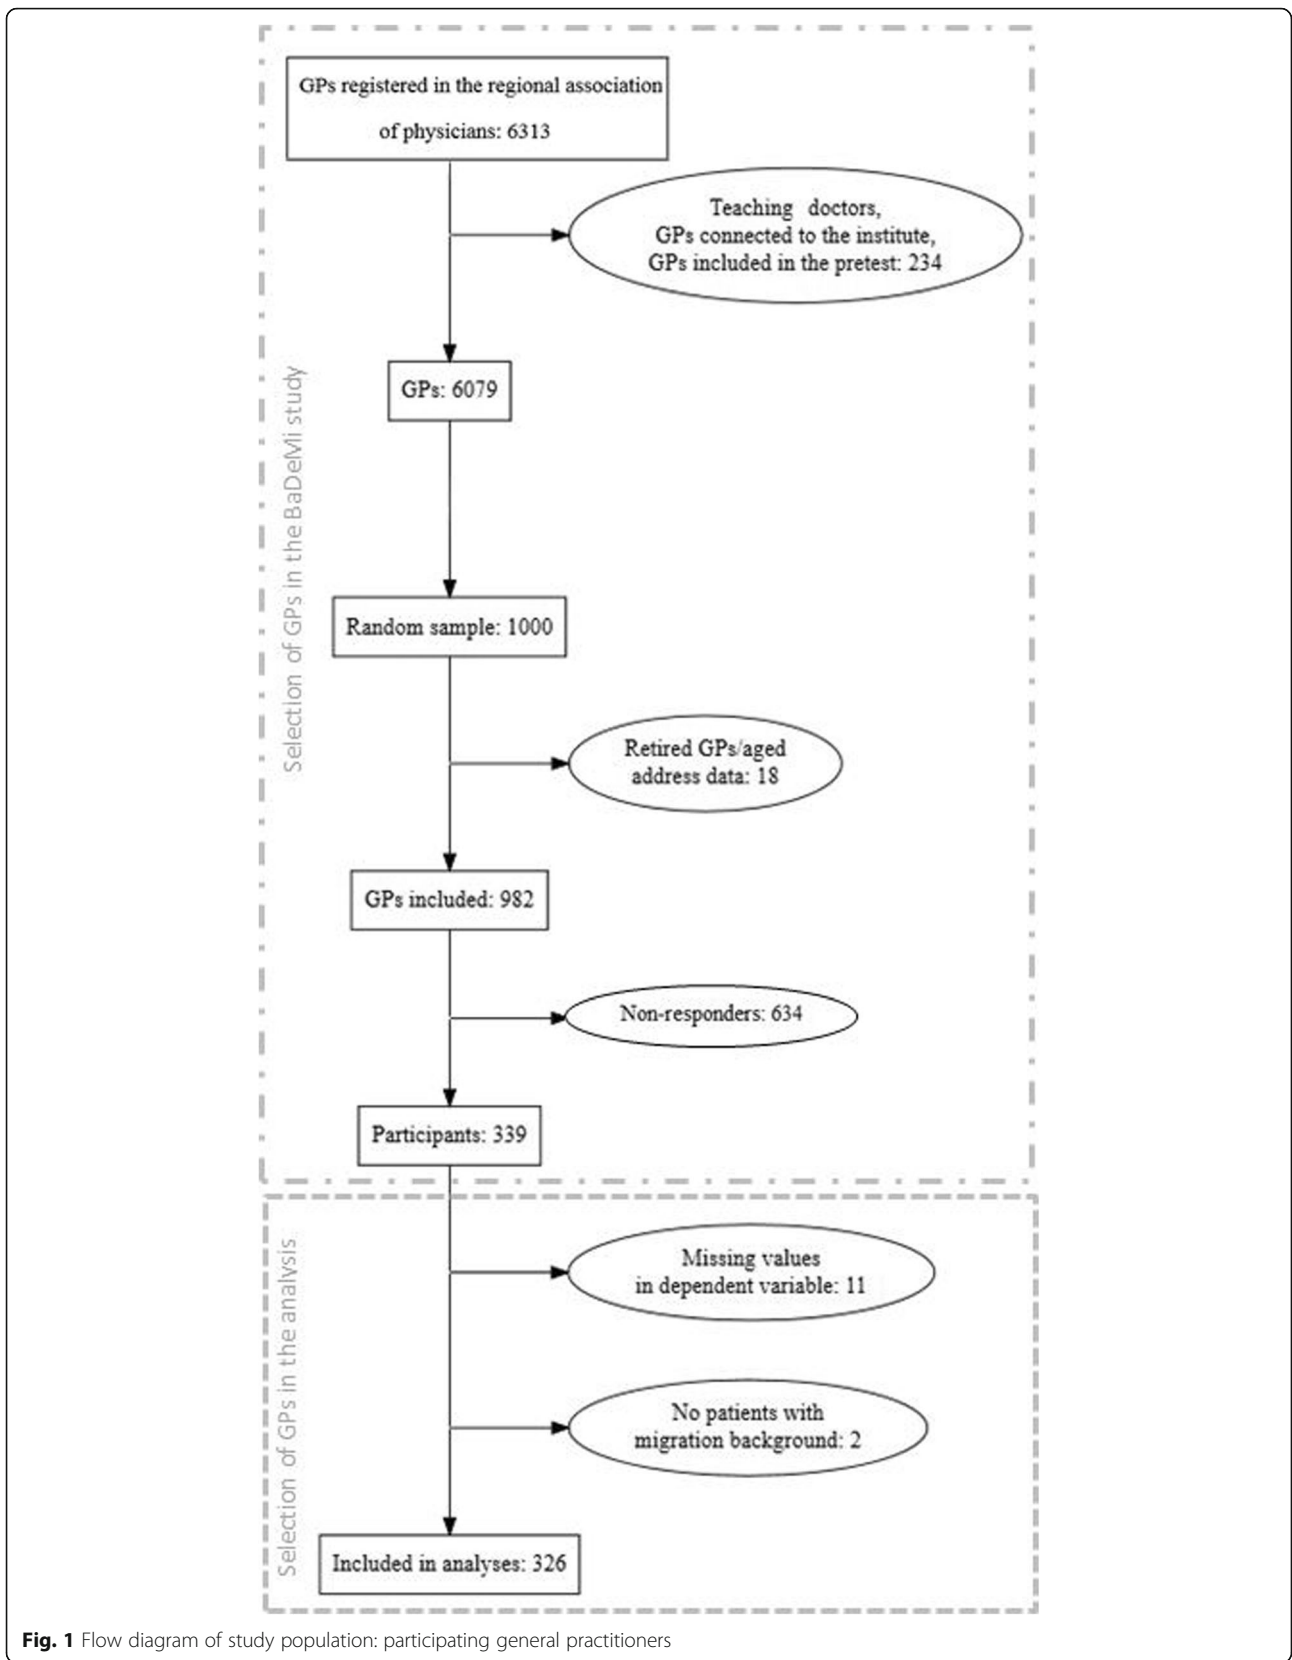 GPs registered in the regional association
of physicians: 6313
Teaching doctors,
GPs connected to the institute,
GPs included in the pretest: 234
GPs: 6079
Selection of GPs in the BaDeMi study
Random sample: 1000
Retired GPs/aged
address data: 18
GPs included: 982
Non-responders: 634
Participants: 339
Selection of GPs in the analysis
Missing values
in dependent variable: 11
No patients with
migration background: 2
Included in analyses: 326
Fig. 1 Flow diagram of study population: participating general practitioners